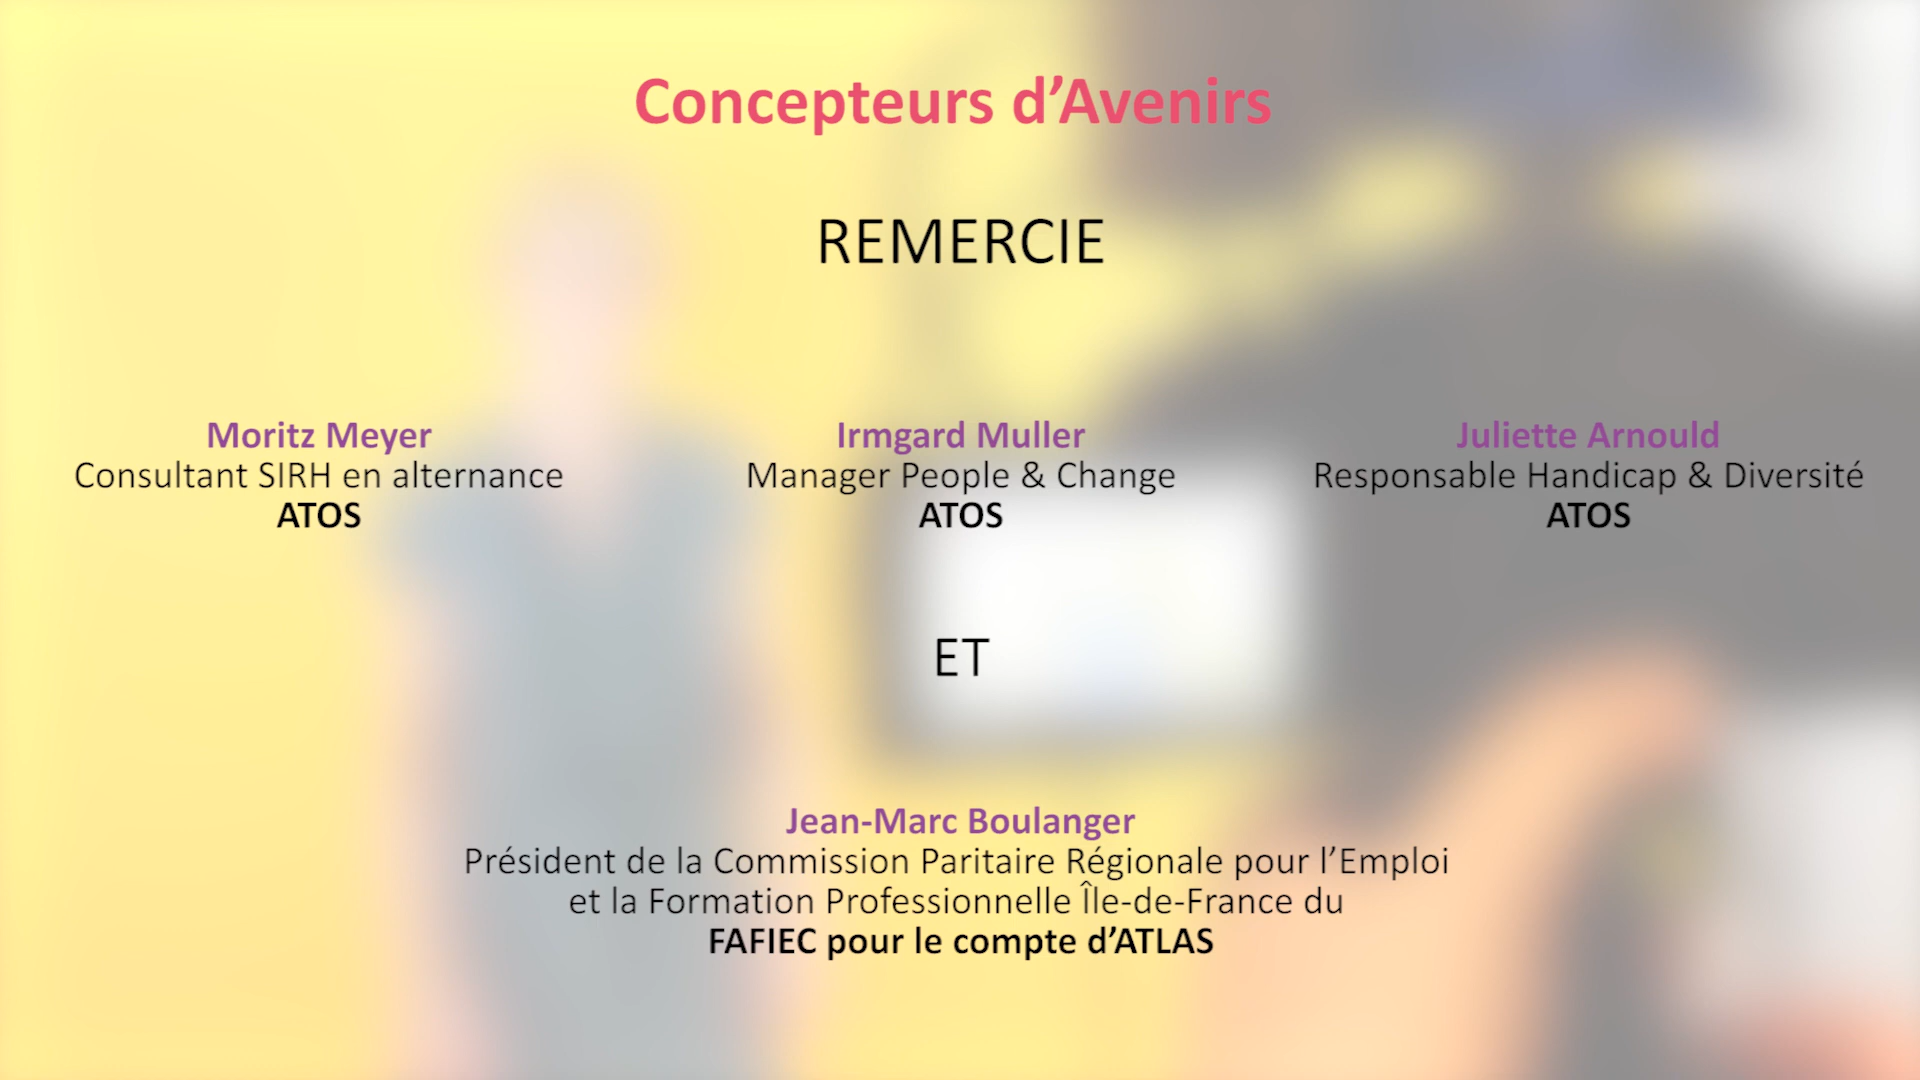 Concepteurs d’Avenirs
REMERCIE
Moritz Meyer
Consultant SIRH en alternance
ATOS
Irmgard Muller
Manager People & Change
ATOS
Juliette Arnould
Responsable Handicap & Diversité
ATOS
ET
Jean-Marc Boulanger
Président de la Commission Paritaire Régionale pour l’Emploi
et la Formation Professionnelle Île-de-France du
FAFIEC pour le compte d’ATLAS